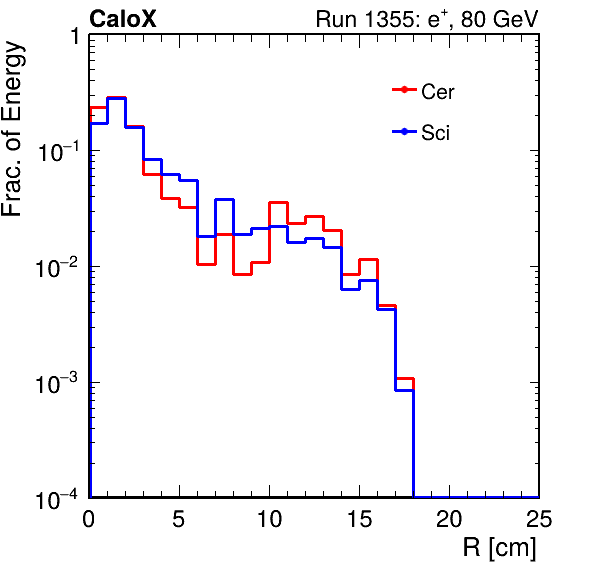 CaloX Run 1355: e⁺, 80 GeV
Frac. of Energy
1
10⁻¹
10⁻²
10⁻³
10⁻⁴
Cer
Sci
0 5 10 15 20 25
R [cm]